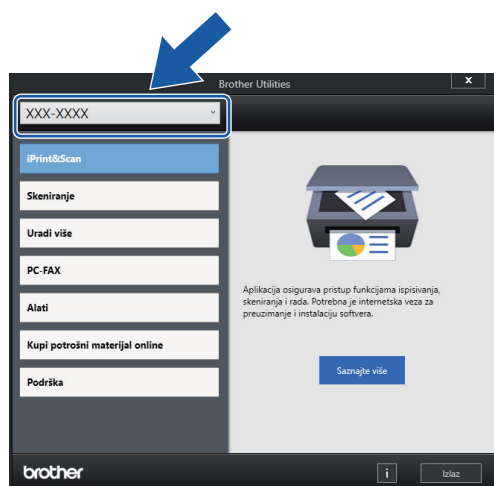 Brother Utilities
X
XXX-XXXX
iPrint&Scan
Skeniranje
Uradi više
PC-FAX
Alati
Kupi potrošni materijal online
Podrška
Aplikacija osigurava pristup funkcijama ispisivanja,
skeniranja i rada. Potrebna je internetska veza za
preuzimanje i instalaciju softvera.
Saznajte više
brother
i
Izlaz